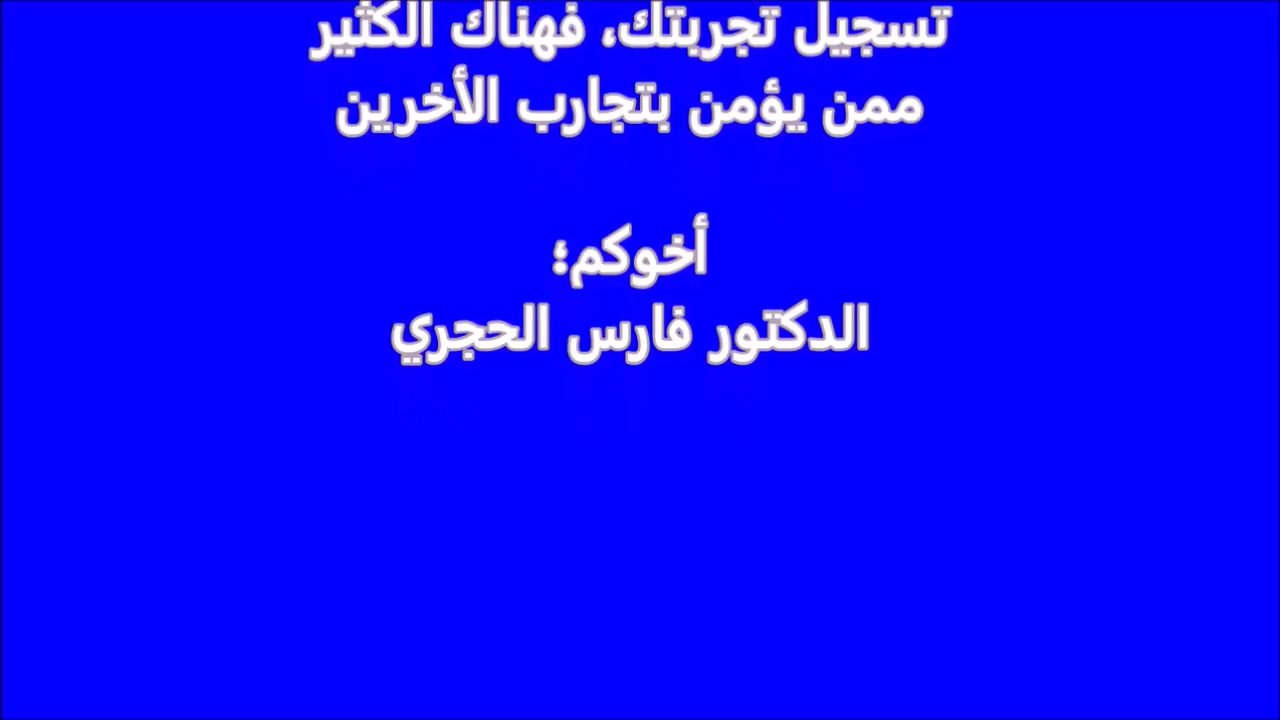 تسجيل تجربتك، فهناك الكثير
ممن يؤمن بتجارب الأخرين
أخوكم؛
الدكتور فارس الحجري